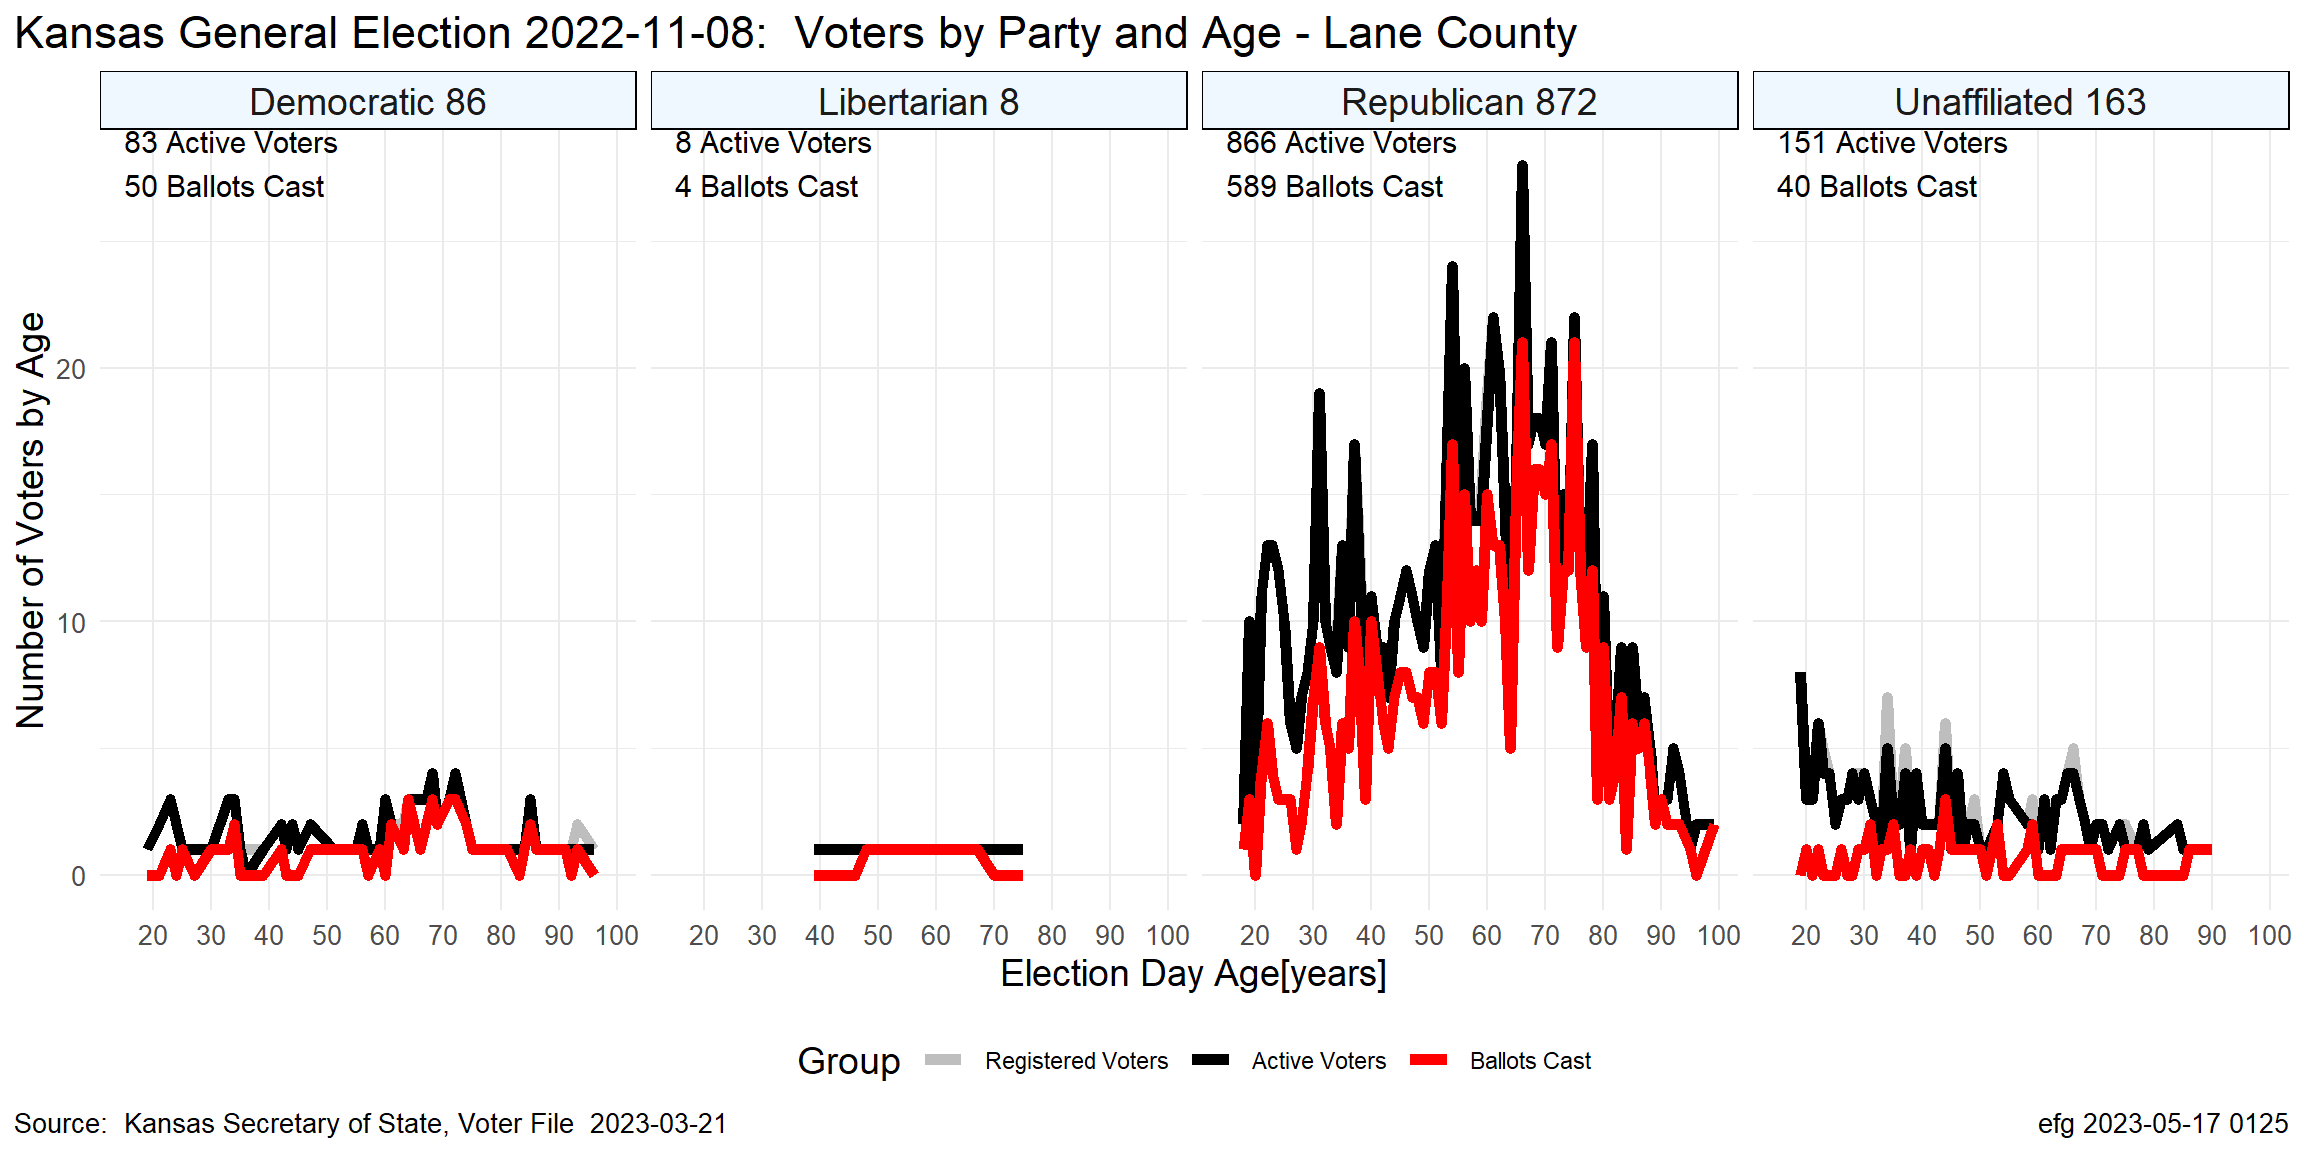 Kansas General Election 2022-11-08:  Voters by Party and Age - Lane County
Democratic 86
Libertarian 8
Republican 872
Unaffiliated 163
83 Active Voters
50 Ballots Cast
8 Active Voters
4 Ballots Cast
866 Active Voters
589 Ballots Cast
151 Active Voters
40 Ballots Cast
Number of Voters by Age
20
10
0
20 30 40 50 60 70 80 90 100
20 30 40 50 60 70 80 90 100
20 30 40 50 60 70 80 90 100
20 30 40 50 60 70 80 90 100
Election Day Age[years]
Group Registered Voters Active Voters Ballots Cast
Source:  Kansas Secretary of State, Voter File  2023-03-21
efg 2023-05-17 0125